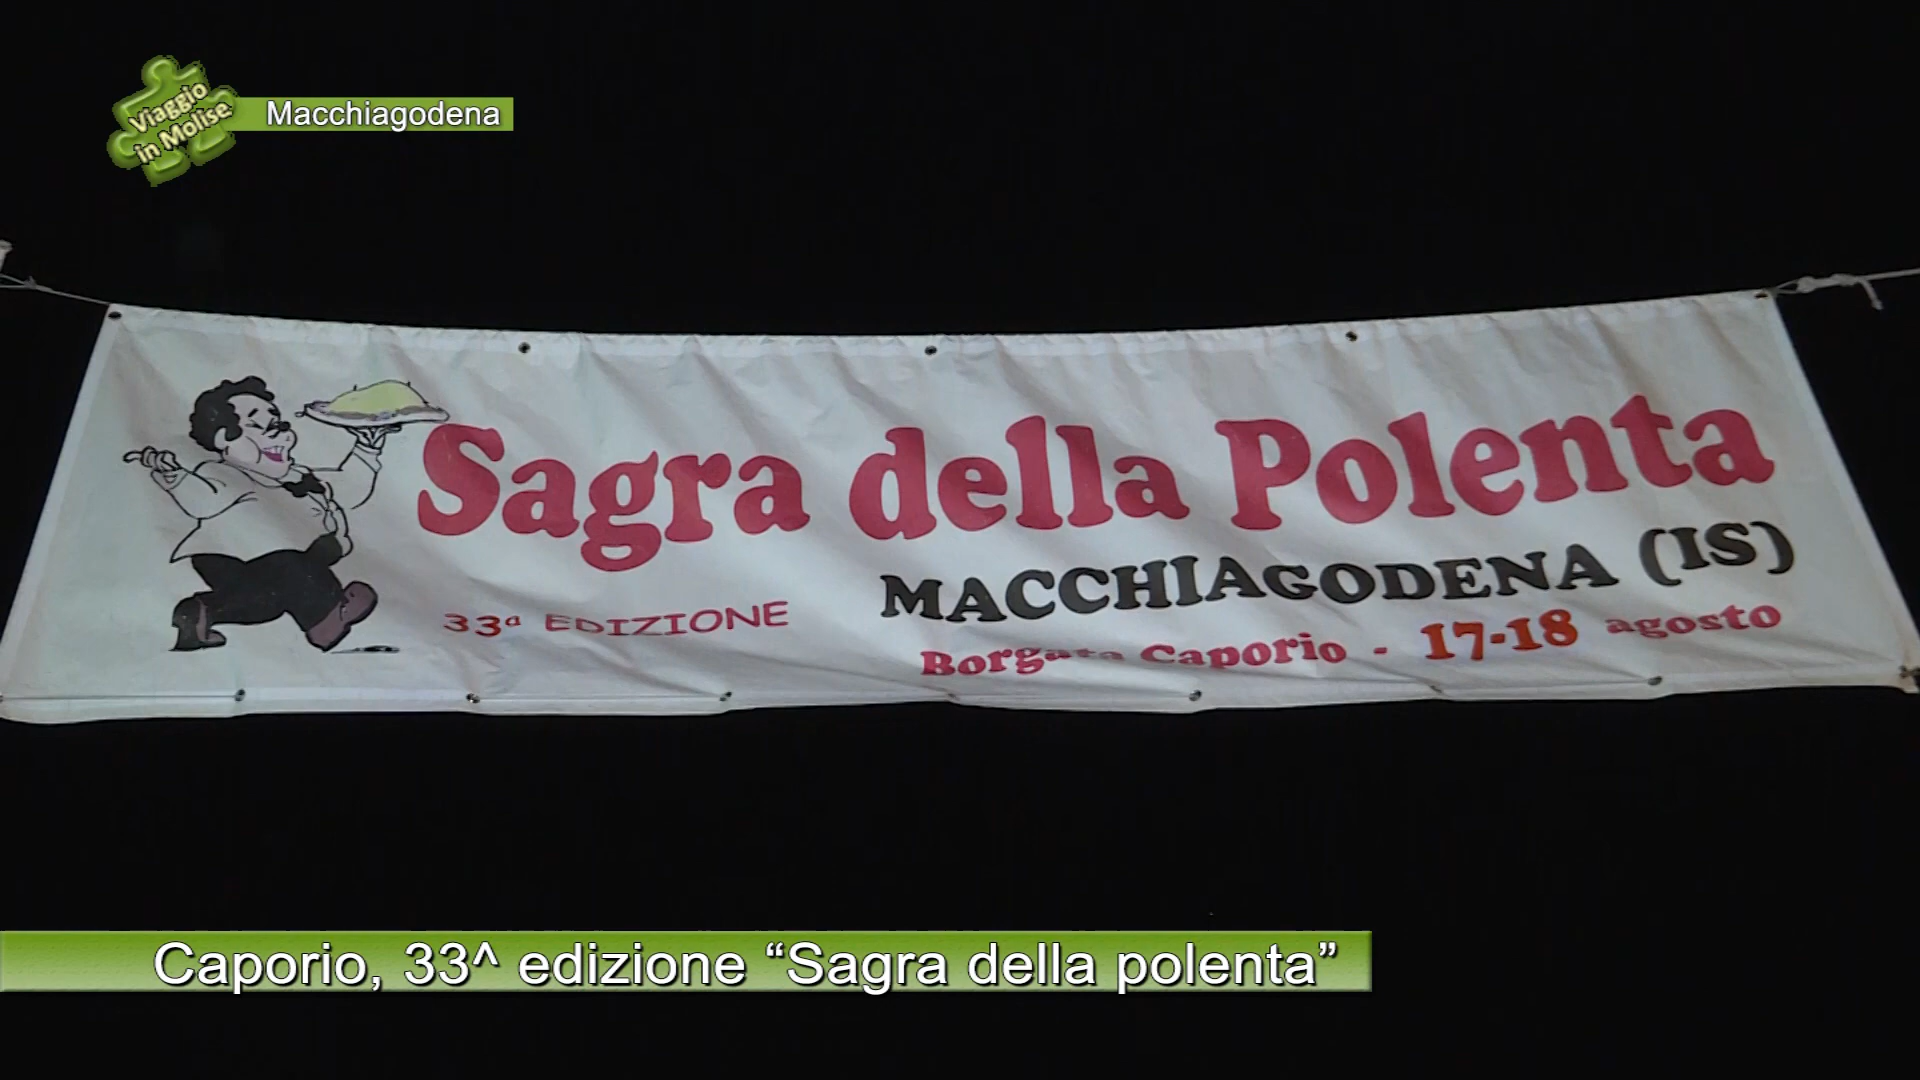 Viaggio
in Molise
Macchiagodena
Sagra della Polenta
MACCHIAGODENA (IS)
33ª EDIZIONE
Borgata Caporio - 17-18 agosto
Caporio, 33^ edizione “Sagra della polenta”